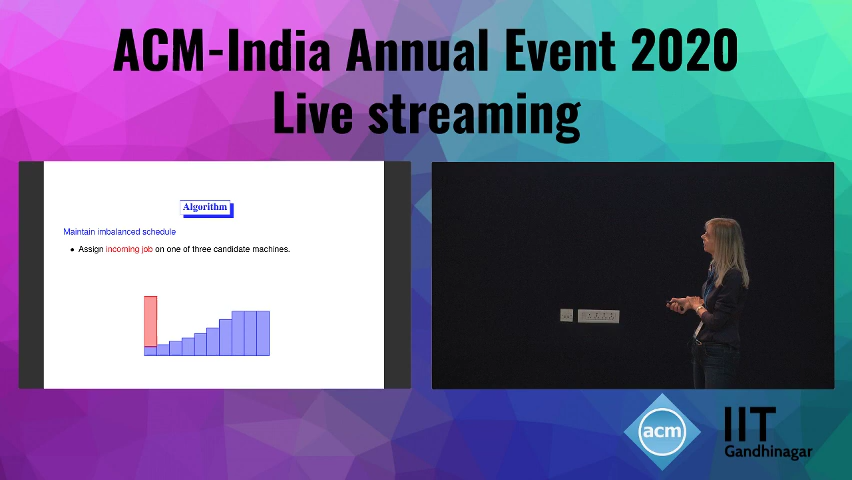 ACM-India Annual Event 2020
Live streaming
Algorithm
Maintain imbalanced schedule
• Assign incoming job on one of three candidate machines.
acm
IIT
Gandhinagar